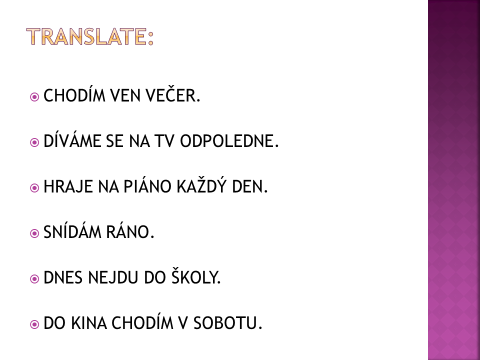 TRANSLATE:
CHODÍM VEN VEČER.
DÍVÁME SE NA TV ODPOLEDNE.
HRAJE NA PIÁNO KAŽDÝ DEN.
SNÍDÁM RÁNO.
DNES NEJDU DO ŠKOLY.
DO KINA CHODÍM V SOBOTU.